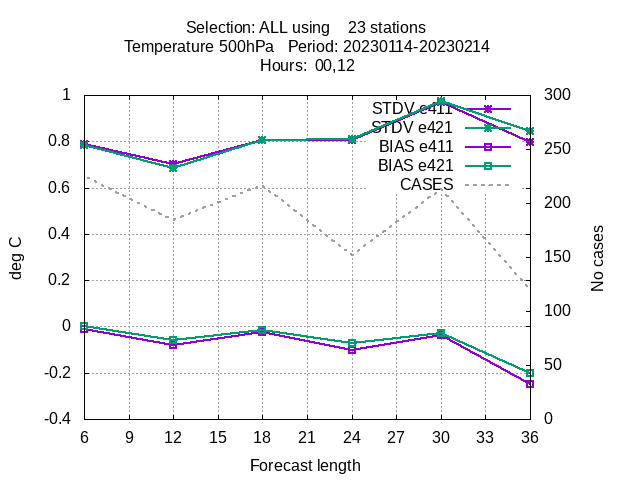 Selection: ALL using 23 stations
Temperature 500hPa Period: 20230114-20230214
Hours: 00,12
1
0.8
0.6
0.4
0.2
0
-0.2
-0.4
deg C
STDV e411
STDV e421
BIAS e411
BIAS e421
CASES
300
250
200
150
100
50
0
No cases
6 9 12 15 18 21 24 27 30 33 36
Forecast length